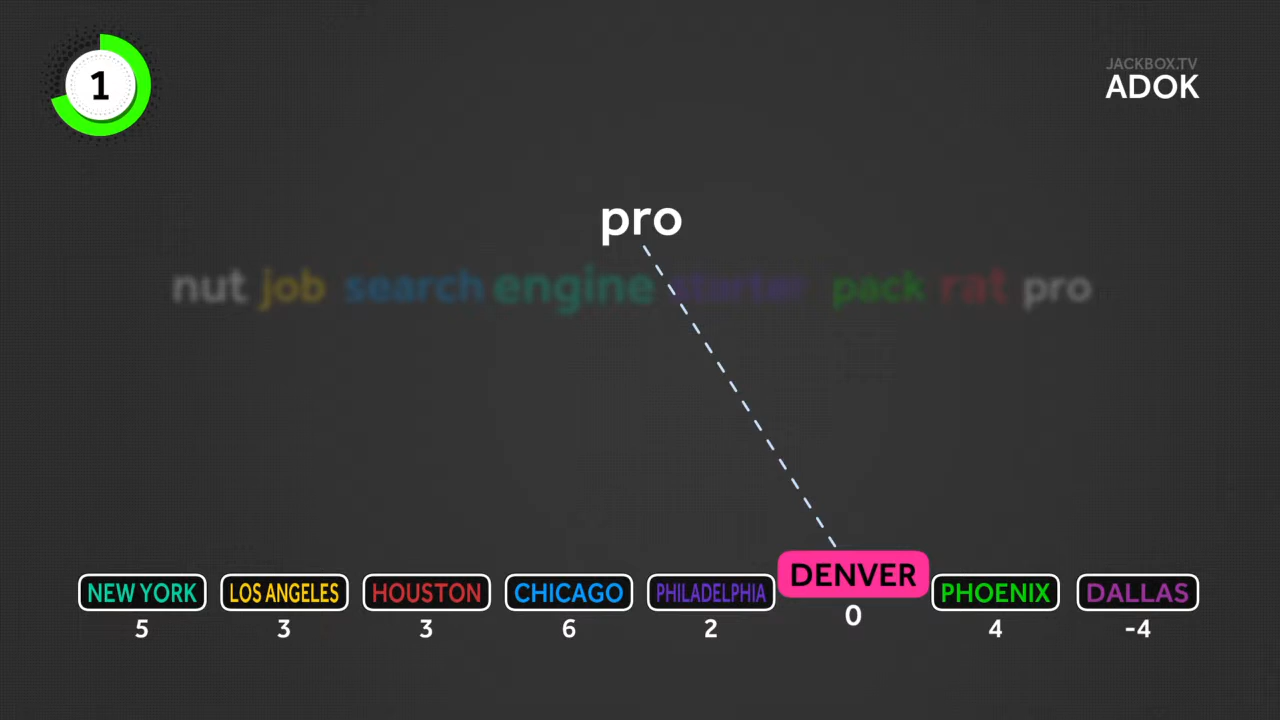 1
JACKBOX.TV
ADOK
pro
nut job search engine starter pack rat pro
NEW YORK LOS ANGELES HOUSTON CHICAGO PHILADELPHIA DENVER PHOENIX DALLAS
5 3 3 6 2 0 4 -4